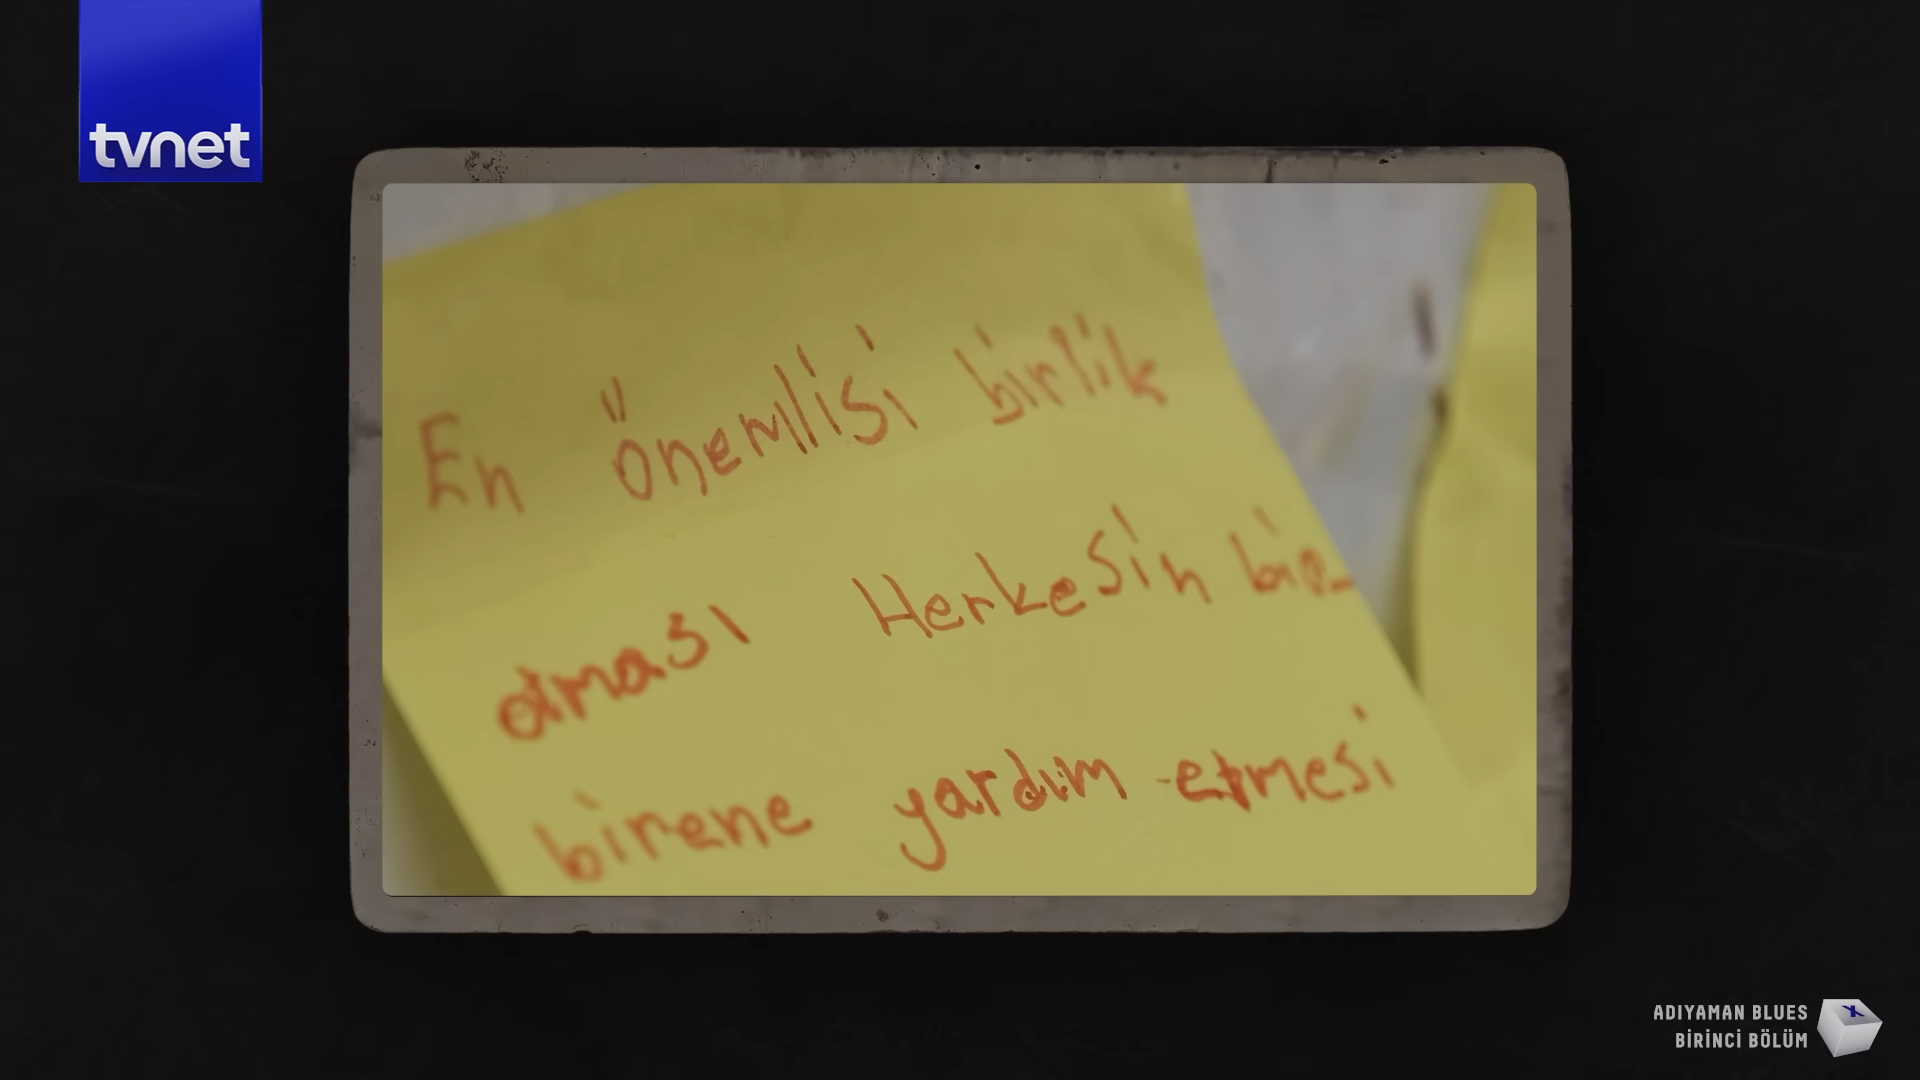 tvnet
En önemlisi birlik
olması Herkesin bir
birene yardım etmesi
ADIYAMAN BLUES
BİRİNCİ BÖLÜM